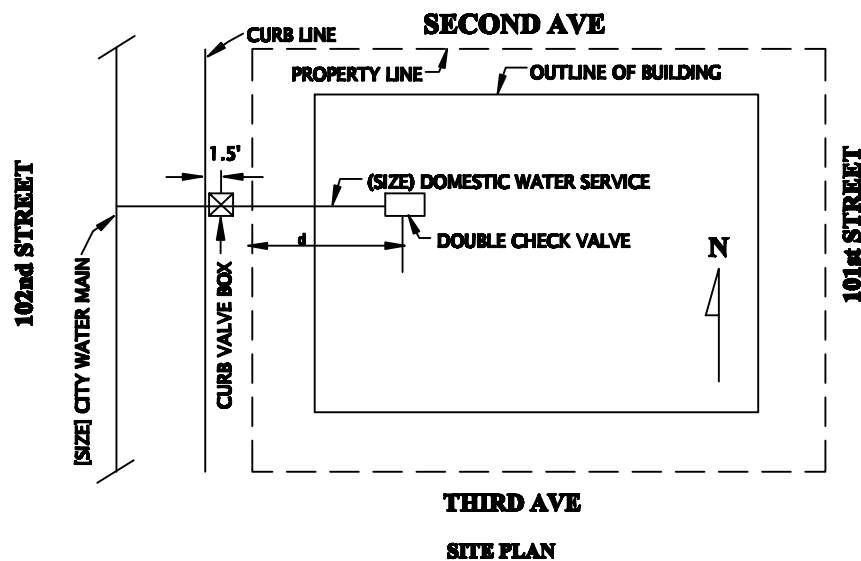 SECOND AVE
CURB LINE
PROPERTY LINE
OUTLINE OF BUILDING
1.5'
(SIZE) DOMESTIC WATER SERVICE
d
DOUBLE CHECK VALVE
N
102nd STREET
[SIZE] CITY WATER MAIN
CURB VALVE BOX
101st STREET
THIRD AVE
SITE PLAN